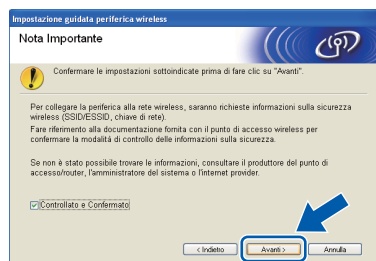 Impostazione guidata periferica wireless
Nota Importante
Confermare le impostazioni sottoindicate prima di fare clic su "Avanti".
Per collegare la periferica alla rete wireless, saranno richieste informazioni sulla sicurezza
wireless (SSID/ESSID, chiave di rete).
Fare riferimento alla documentazione fornita con il punto di accesso wireless per
confermare la modalità di controllo delle informazioni sulla sicurezza.
Se non è stato possibile trovare le informazioni, consultare il produttore del punto di
accesso/router, l'amministratore del sistema o l'internet provider.
Controllato e Confermato
< Indietro
Avanti >
Annulla